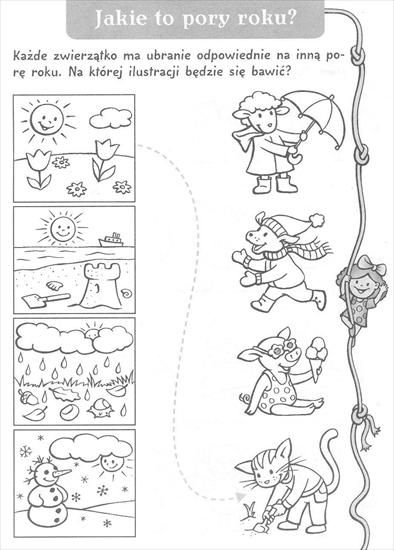 Jakie to pory roku?
Każde zwierzątko ma ubranie odpowiednie na inną po-
rę roku. Na której ilustracji będzie się bawić?